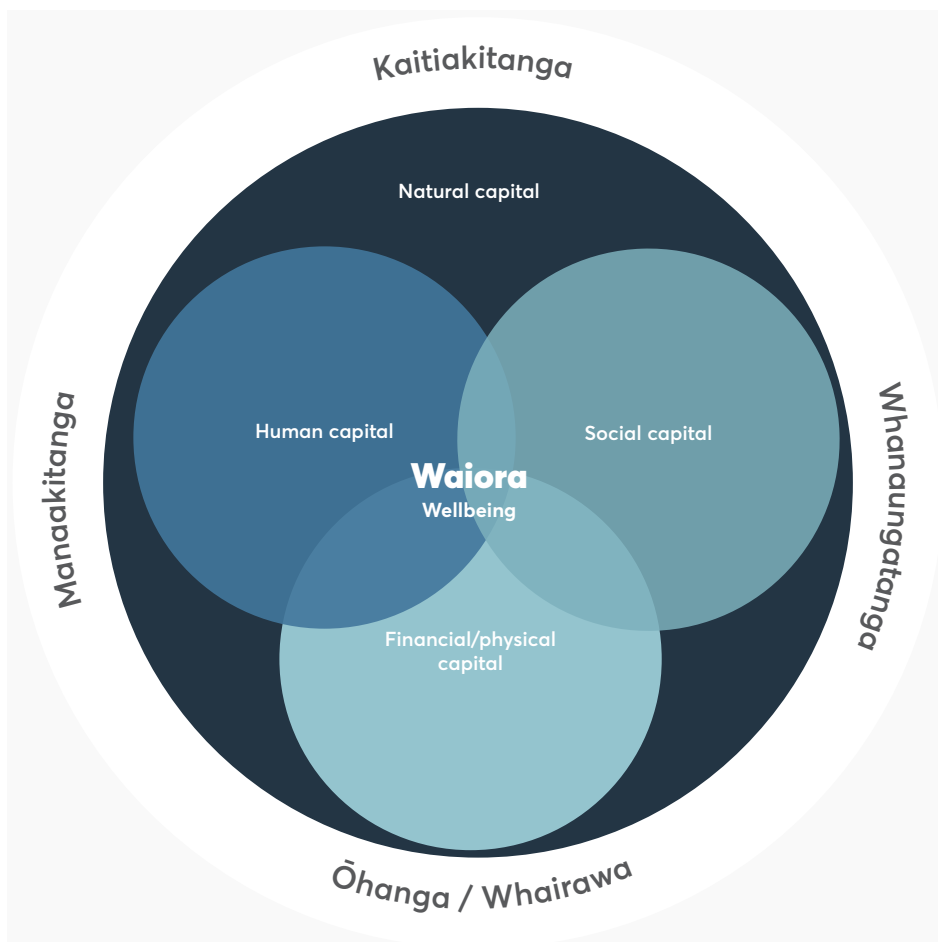 Kaitiakitanga
Natural capital
Manaakitanga
Human capital
Social capital
Whanaungatanga
Waiora
Wellbeing
Financial/physical
capital
Ōhanga / Whairawa